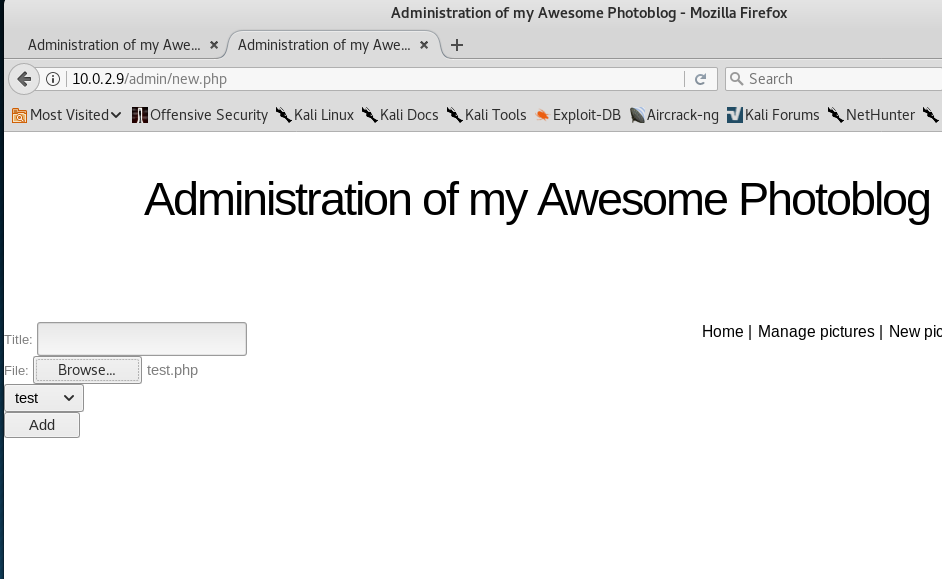 Administration of my Awesome Photoblog - Mozilla Firefox
Administration of my Awe... × Administration of my Awe... × +
10.0.2.9/admin/new.php Search
Most Visited Offensive Security Kali Linux Kali Docs Kali Tools Exploit-DB Aircrack-ng Kali Forums NetHunter
Administration of my Awesome Photoblog
Home | Manage pictures | New pic
Title:
File: Browse... test.php
test
Add